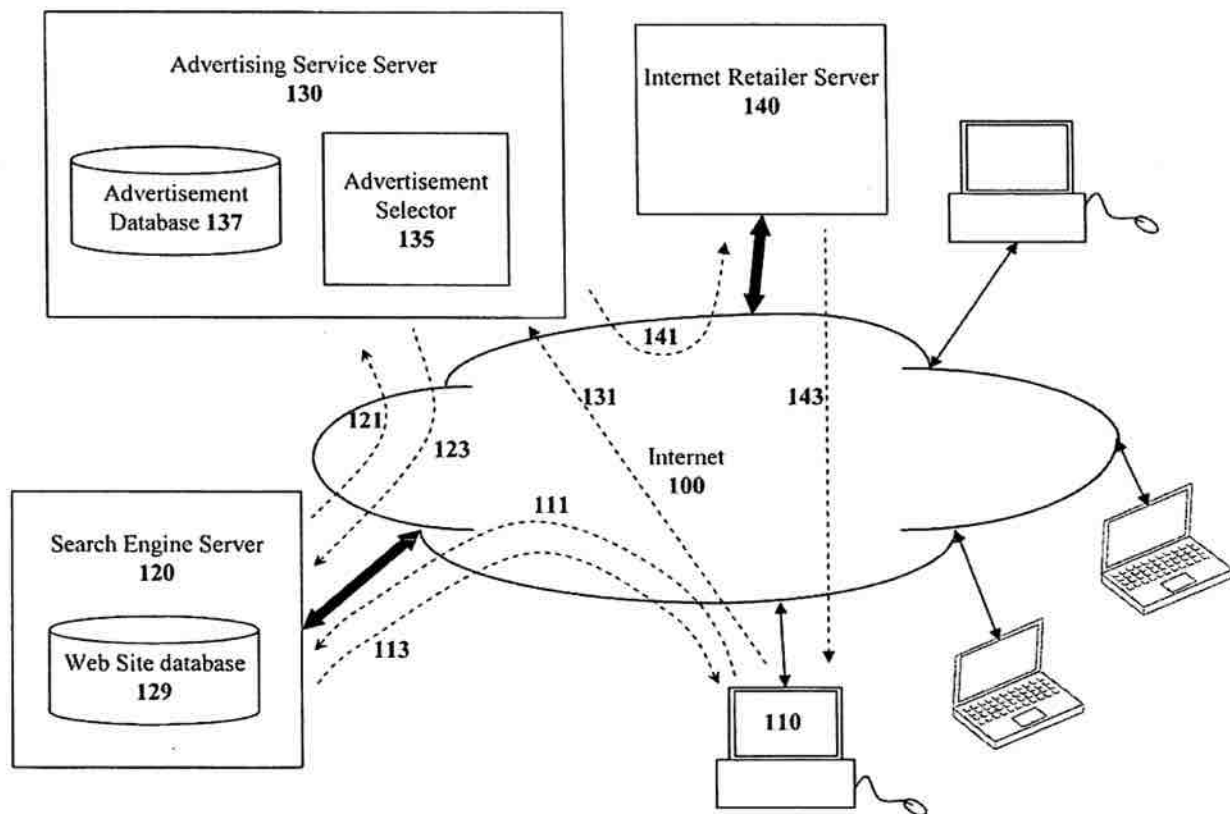 Advertising Service Server
130
Advertisement
Database 137
Advertisement
Selector
135
Internet Retailer Server
140
141
131
143
121
123
Internet
100
111
Search Engine Server
120
113
Web Site database
129
110